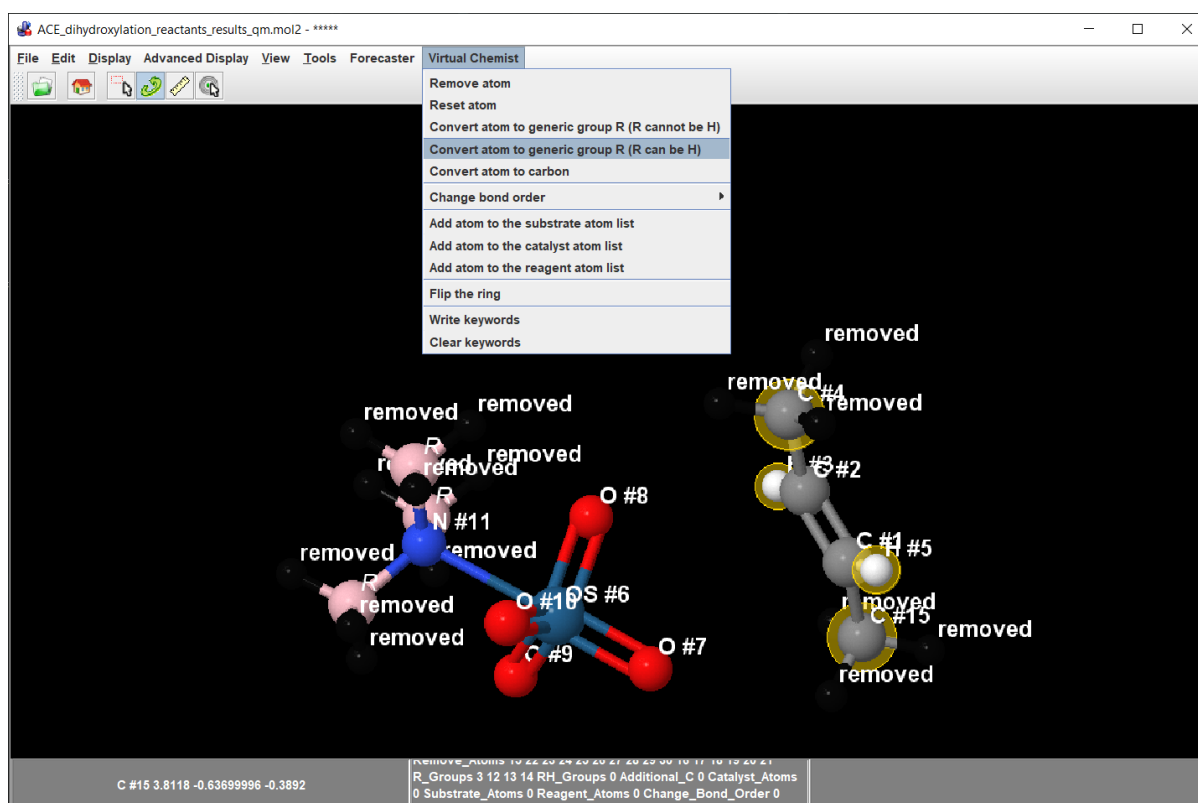 ACE_dihydroxylation_reactants_results_qm.mol2 - *****
File Edit Display Advanced Display View Tools Forecaster Virtual Chemist
Remove atom
Reset atom
Convert atom to generic group R (R cannot be H)
Convert atom to generic group R (R can be H)
Convert atom to carbon
Change bond order
Add atom to the substrate atom list
Add atom to the catalyst atom list
Add atom to the reagent atom list
Flip the ring
Write keywords
Clear keywords
removed
removed
C #4
removed
removed
removed
R
removed
removed
#3
C #2
R
O #8
N #11
removed
removed
C #1
H #5
R
removed
O #10
OS #6
removed
C #15
removed
removed
#9
O #7
removed
C #15 3.8118 -0.63699996 -0.3892
R_Groups 3 12 13 14 RH_Groups 0 Additional_C 0 Catalyst_Atoms
0 Substrate_Atoms 0 Reagent_Atoms 0 Change_Bond_Order 0